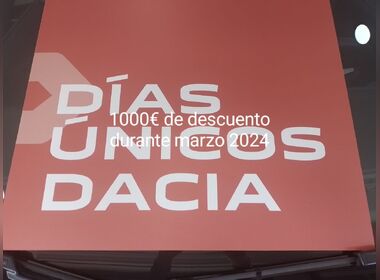 DÍAS
1000€ de descuento
ÚNICOS
durante marzo 2024
DACIA